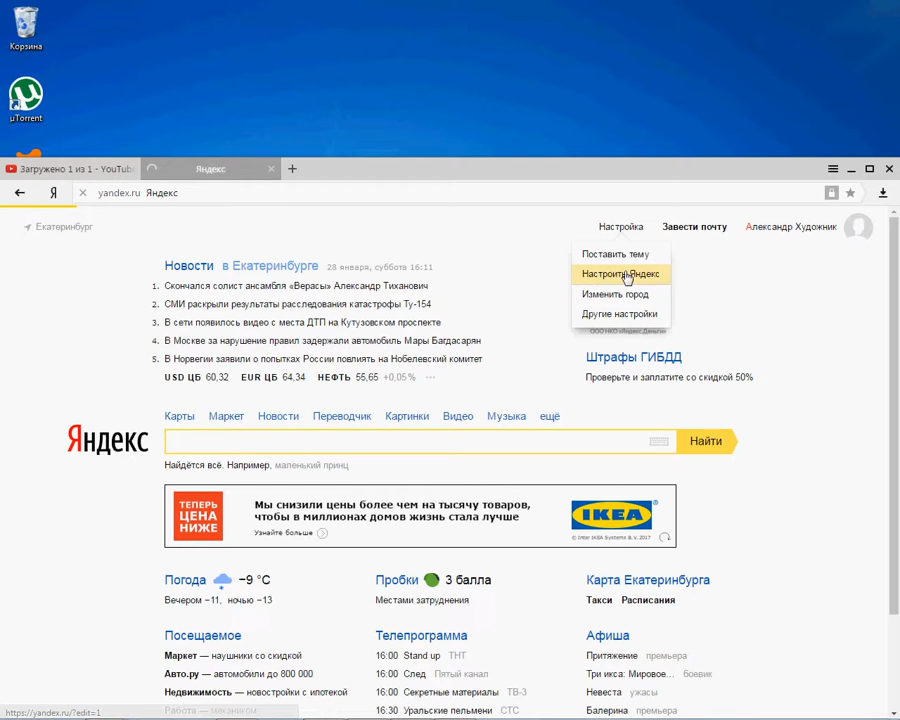 Корзина
µTorrent
Загружено 1 из 1 - YouTub
Яндекс
yandex.ru Яндекс
Екатеринбург
Настройка
Завести почту
Александр Художник
Поставить тему
Настроить Яндекс
Изменить город
Другие настройки
ООО НКО «Яндекс.Деньги»
Новости в Екатеринбурге 28 января, суббота 16:11
1. Скончался солист ансамбля «Верасы» Александр Тиханович
2. СМИ раскрыли результаты расследования катастрофы Ту-154
3. В сети появилось видео с места ДТП на Кутузовском проспекте
4. В Москве за нарушение правил задержали автомобиль Мары Багдасарян
5. В Норвегии заявили о попытках России повлиять на Нобелевский комитет
USD ЦБ 60,32 EUR ЦБ 64,34 НЕФТЬ 55,65 +0,05% ···
Штрафы ГИБДД
Проверьте и заплатите со скидкой 50%
Карты Маркет Новости Переводчик Картинки Видео Музыка ещё
Яндекс
Найти
Найдётся всё. Например, маленький принц
ТЕПЕРЬ
ЦЕНА
НИЖЕ
Мы снизили цены более чем на тысячу товаров,
чтобы в миллионах домов жизнь стала лучше
Узнайте больше
IKEA
© Inter IKEA Systems B.V. 2017
Погода −9 °C
Вечером −11, ночью −13
Пробки 3 балла
Местами затруднения
Карта Екатеринбурга
Такси Расписания
Посещаемое
Маркет — наушники со скидкой
Авто.ру — автомобили до 800 000
Недвижимость — новостройки с ипотекой
Работа — механиком
Телепрограмма
16:00 Stand up ТНТ
16:00 След Пятый канал
16:00 Секретные материалы ТВ-3
16:30 Уральские пельмени СТС
Афиша
Притяжение премьера
Три икса: Мировое... боевик
Невеста ужасы
Балерина премьера
https://yandex.ru/?edit=1